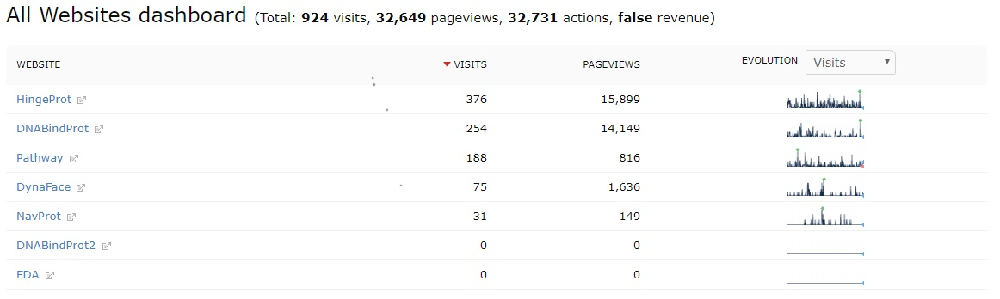 All Websites dashboard (Total: 924 visits, 32,649 pageviews, 32,731 actions, false revenue)
WEBSITE VISITS PAGEVIEWS EVOLUTION Visits
HingeProt 376 15,899
DNABindProt 254 14,149
Pathway 188 816
DynaFace 75 1,636
NavProt 31 149
DNABindProt2 0 0
FDA 0 0